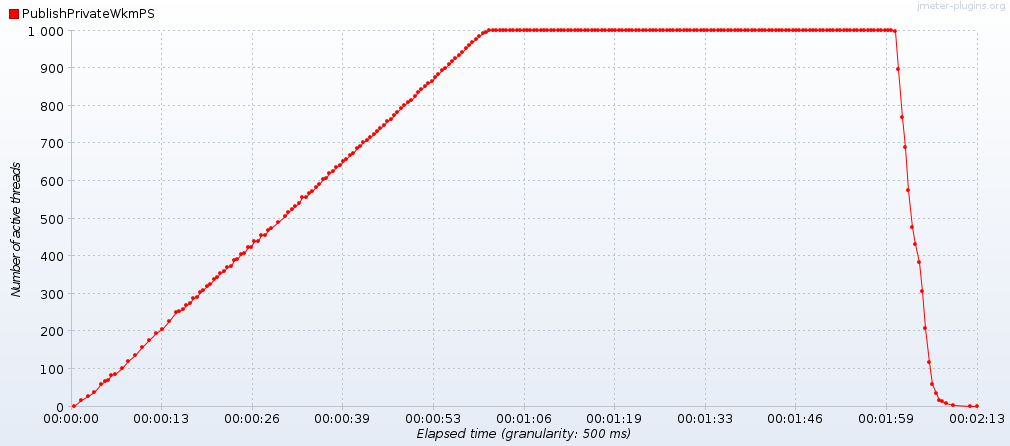 jmeter-plugins.org
PublishPrivateWkmPS
1 000
900
800
700
600
500
400
300
200
100
0
Number of active threads
00:00:00 00:00:13 00:00:26 00:00:39 00:00:53 00:01:06 00:01:19 00:01:33 00:01:46 00:01:59 00:02:13
Elapsed time (granularity: 500 ms)